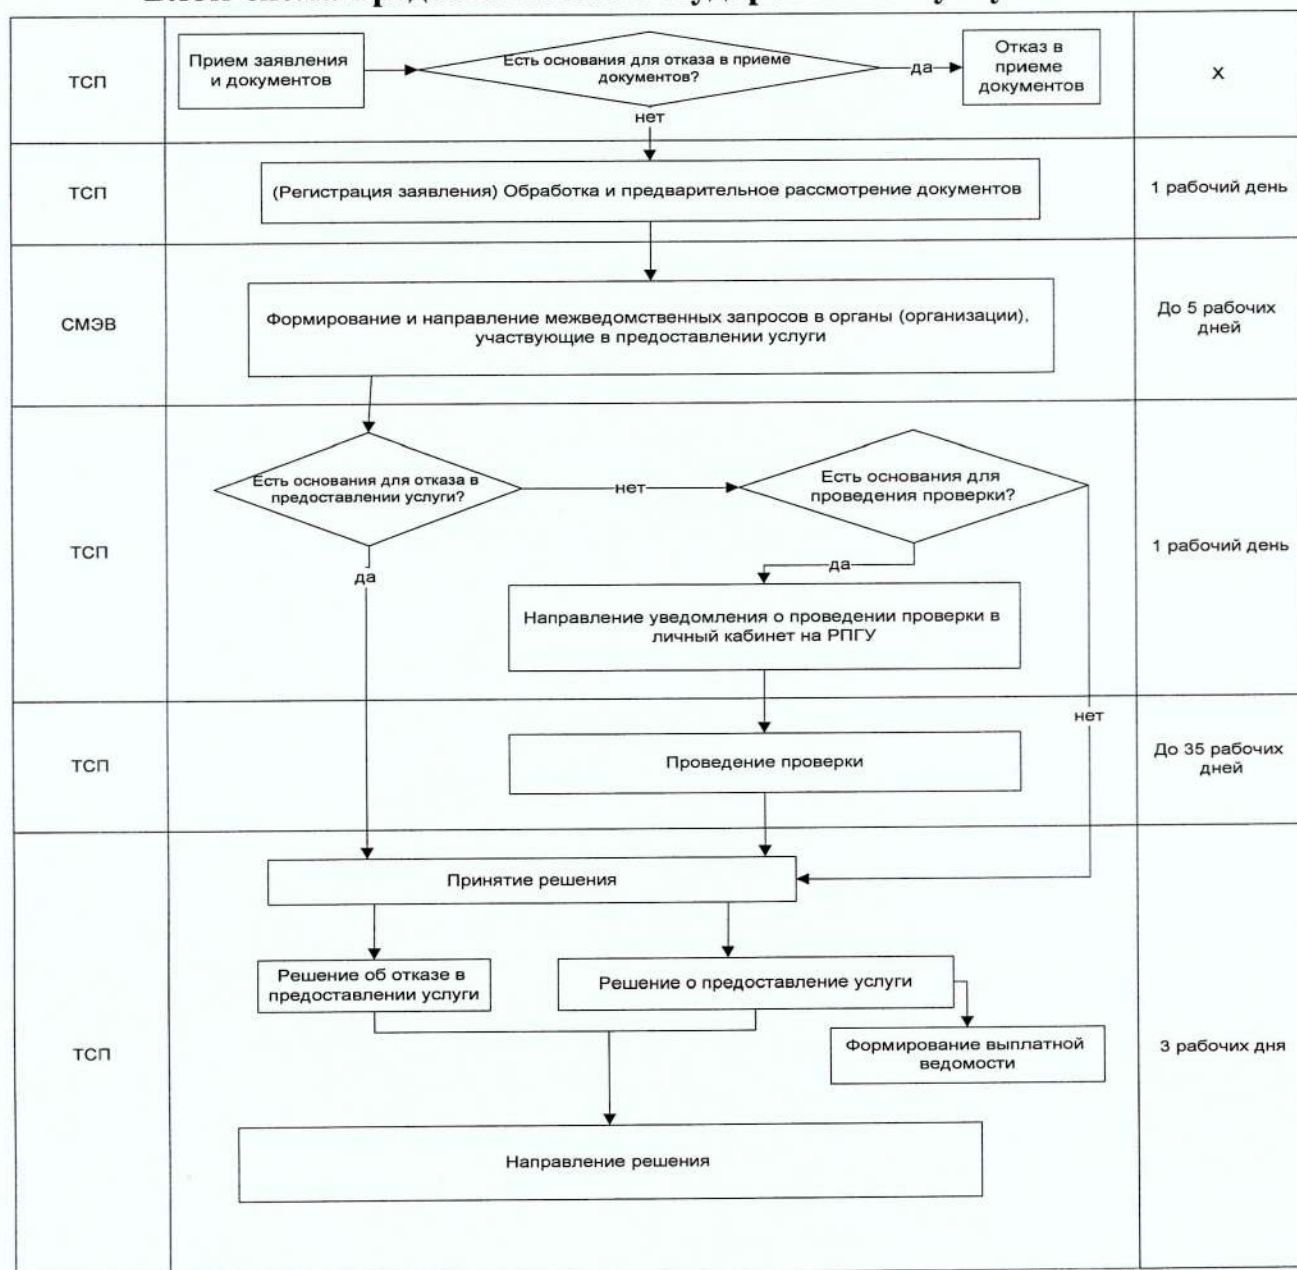 ТСП
Прием заявления
и документов
Есть основания для отказа в приеме
документов?
да
Отказ в
приеме
документов
X
нет
ТСП
(Регистрация заявления) Обработка и предварительное рассмотрение документов
1 рабочий день
СМЭВ
Формирование и направление межведомственных запросов в органы (организации),
участвующие в предоставлении услуги
До 5 рабочих
дней
ТСП
Есть основания для отказа в
предоставлении услуги?
нет
Есть основания для
проведения проверки?
1 рабочий день
да
да
Направление уведомления о проведении проверки в
личный кабинет на РПГУ
нет
ТСП
Проведение проверки
До 35 рабочих
дней
Принятие решения
Решение об отказе в
предоставлении услуги
Решение о предоставление услуги
ТСП
Формирование выплатной
ведомости
3 рабочих дня
Направление решения